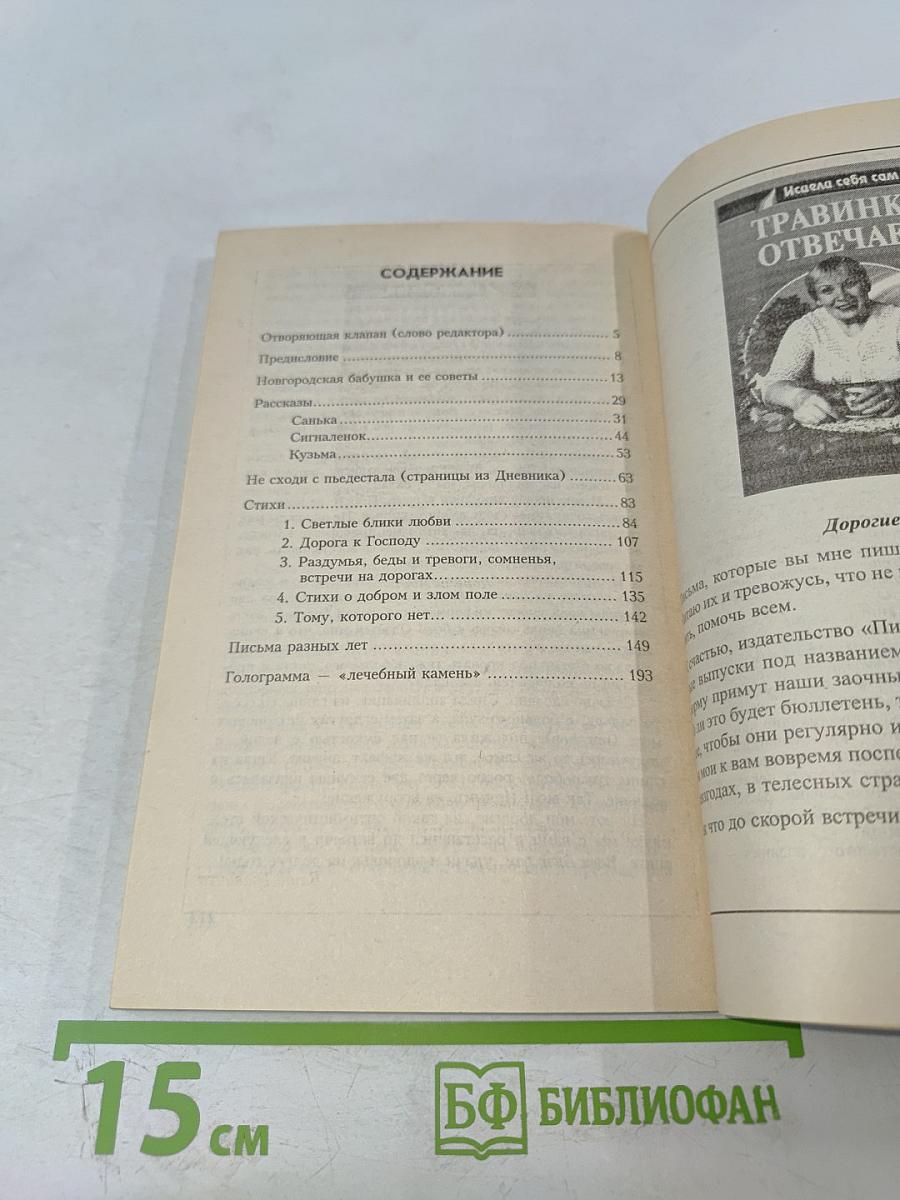 СОДЕРЖАНИЕ
Отворяющая клапан (слово редактора) ........ 5
Предисловие ........ 8
Новгородская бабушка и ее советы ........ 13
Рассказы ........ 29
Санька ........ 31
Сигналенок ........ 44
Кузьма ........ 53
Не сходи с пьедестала (страницы из Дневника) ........ 63
Стихи ........ 83
1. Светлые блики любви ........ 84
2. Дорога к Господу ........ 107
3. Раздумья, беды и тревоги, сомненья,
встречи на дорогах... ........ 115
4. Стихи о добром и злом поле ........ 135
5. Тому, которого нет... ........ 142
Письма разных лет ........ 149
Голограмма — «лечебный камень» ........ 193
Исцели себя сам
ТРАВИНК
ОТВЕЧАЕ
Дорогие
которые вы мне пиш
их и тревожусь, что не
помочь всем.
счастью, издательство «Пи
выпуски под названием
примут наши заочны
это будет бюллетень, т
чтобы они регулярно и
мои к вам вовремя поспе
в телесных стра
что до скорой встречи
15 см
БФ БИБЛИОФАН